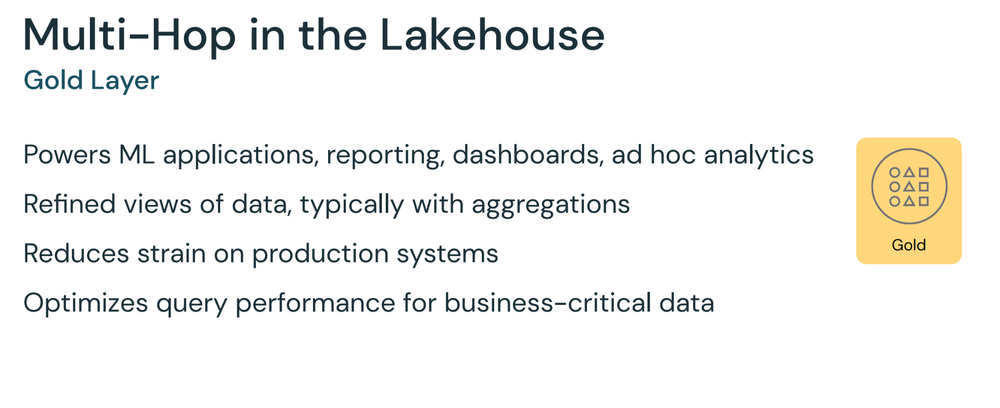 Multi-Hop in the Lakehouse
Gold Layer
Powers ML applications, reporting, dashboards, ad hoc analytics
Refined views of data, typically with aggregations
Reduces strain on production systems
Optimizes query performance for business-critical data
Gold